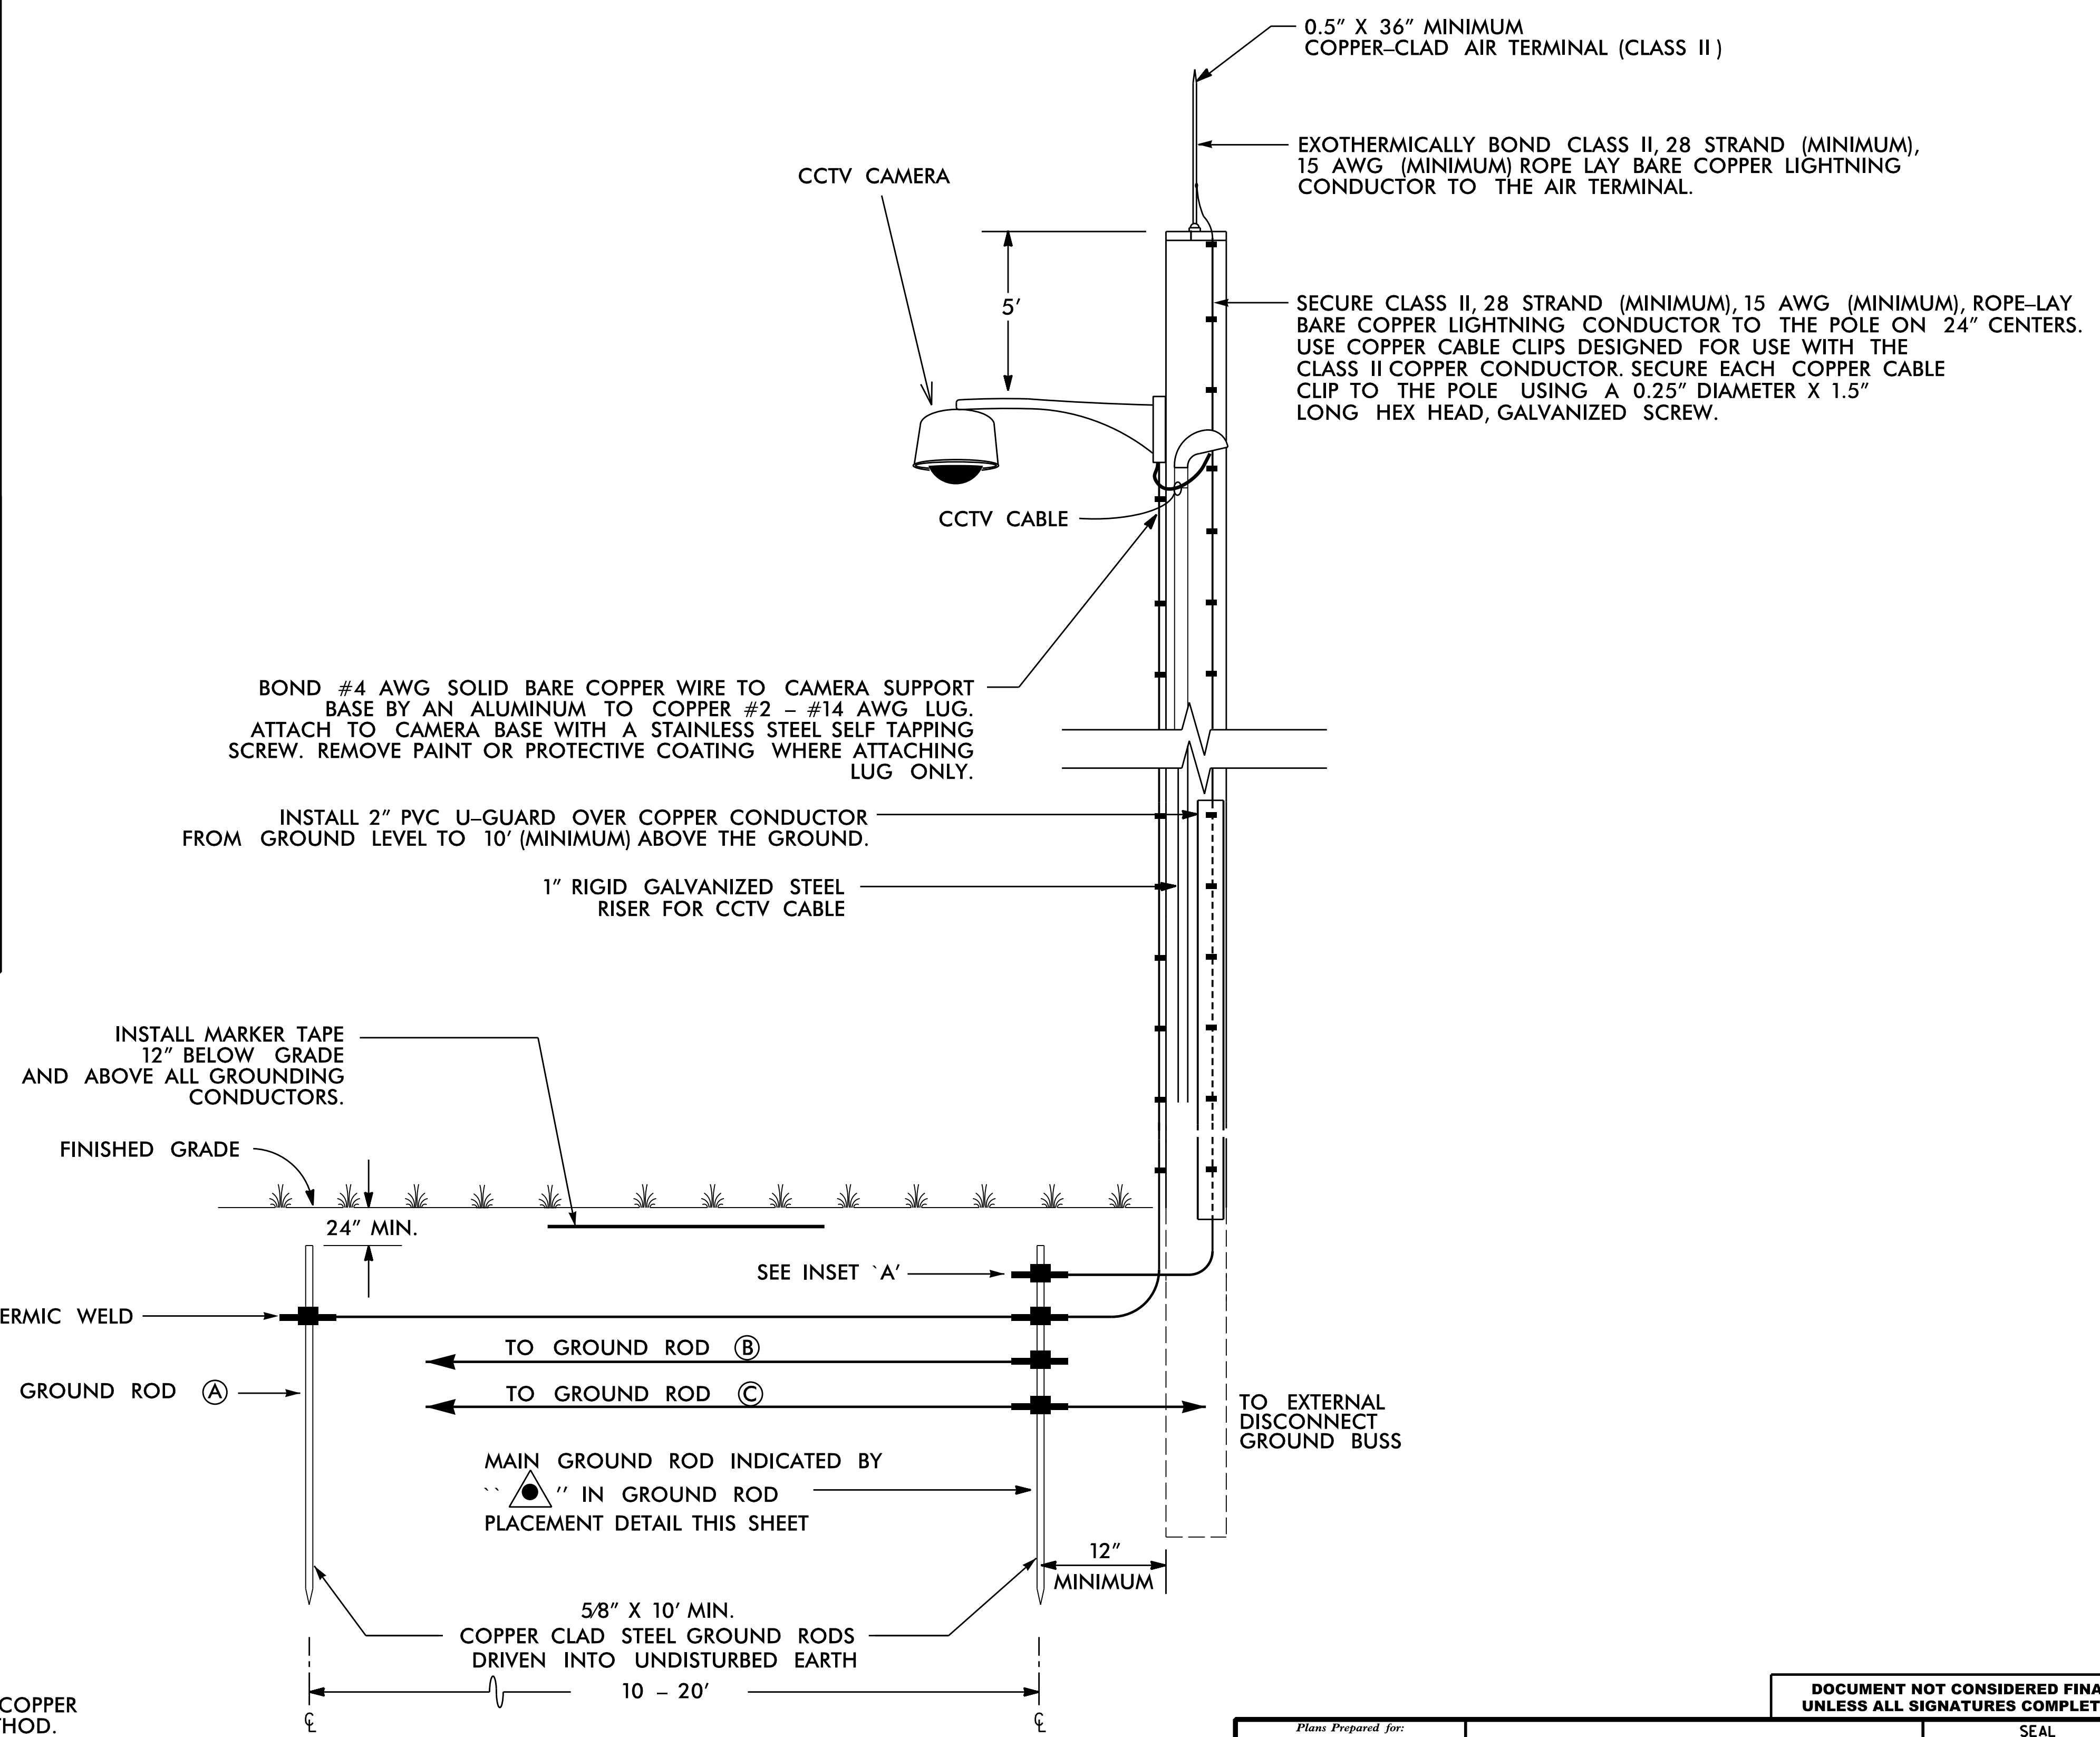 0.5" X 36" MINIMUM
COPPER–CLAD AIR TERMINAL (CLASS II)
EXOTHERMICALLY BOND CLASS II, 28 STRAND (MINIMUM),
15 AWG (MINIMUM) ROPE LAY BARE COPPER LIGHTNING
CONDUCTOR TO THE AIR TERMINAL.
CCTV CAMERA
5'
SECURE CLASS II, 28 STRAND (MINIMUM), 15 AWG (MINIMUM), ROPE–LAY
BARE COPPER LIGHTNING CONDUCTOR TO THE POLE ON 24" CENTERS.
USE COPPER CABLE CLIPS DESIGNED FOR USE WITH THE
CLASS II COPPER CONDUCTOR. SECURE EACH COPPER CABLE
CLIP TO THE POLE USING A 0.25" DIAMETER X 1.5"
LONG HEX HEAD, GALVANIZED SCREW.
CCTV CABLE
BOND #4 AWG SOLID BARE COPPER WIRE TO CAMERA SUPPORT
BASE BY AN ALUMINUM TO COPPER #2 – #14 AWG LUG.
ATTACH TO CAMERA BASE WITH A STAINLESS STEEL SELF TAPPING
SCREW. REMOVE PAINT OR PROTECTIVE COATING WHERE ATTACHING
LUG ONLY.
INSTALL 2" PVC U–GUARD OVER COPPER CONDUCTOR
FROM GROUND LEVEL TO 10' (MINIMUM) ABOVE THE GROUND.
1" RIGID GALVANIZED STEEL
RISER FOR CCTV CABLE
INSTALL MARKER TAPE
12" BELOW GRADE
AND ABOVE ALL GROUNDING
CONDUCTORS.
FINISHED GRADE
24" MIN.
SEE INSET `A'
ERMIC WELD
TO GROUND ROD B
GROUND ROD A
TO GROUND ROD C
TO EXTERNAL
DISCONNECT
GROUND BUSS
MAIN GROUND ROD INDICATED BY
`` '' IN GROUND ROD
PLACEMENT DETAIL THIS SHEET
12"
MINIMUM
5/8" X 10' MIN.
COPPER CLAD STEEL GROUND RODS
DRIVEN INTO UNDISTURBED EARTH
10 – 20'
COPPER
THOD.
℄
℄
DOCUMENT NOT CONSIDERED FINA
UNLESS ALL SIGNATURES COMPLET
Plans Prepared for:
SEAL